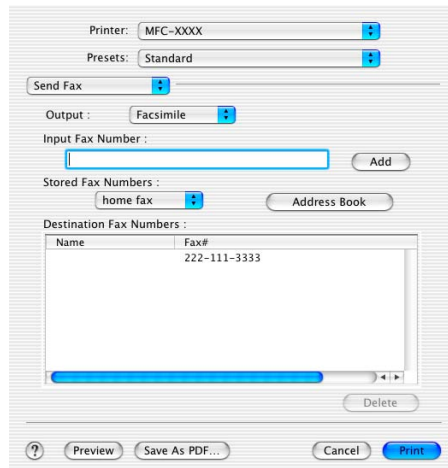 Printer: MFC-XXXX
Presets: Standard
Send Fax
Output : Facsimile
Input Fax Number :
Add
Stored Fax Numbers :
home fax Address Book
Destination Fax Numbers :
Name Fax#
222-111-3333
Delete
? Preview Save As PDF... Cancel Print